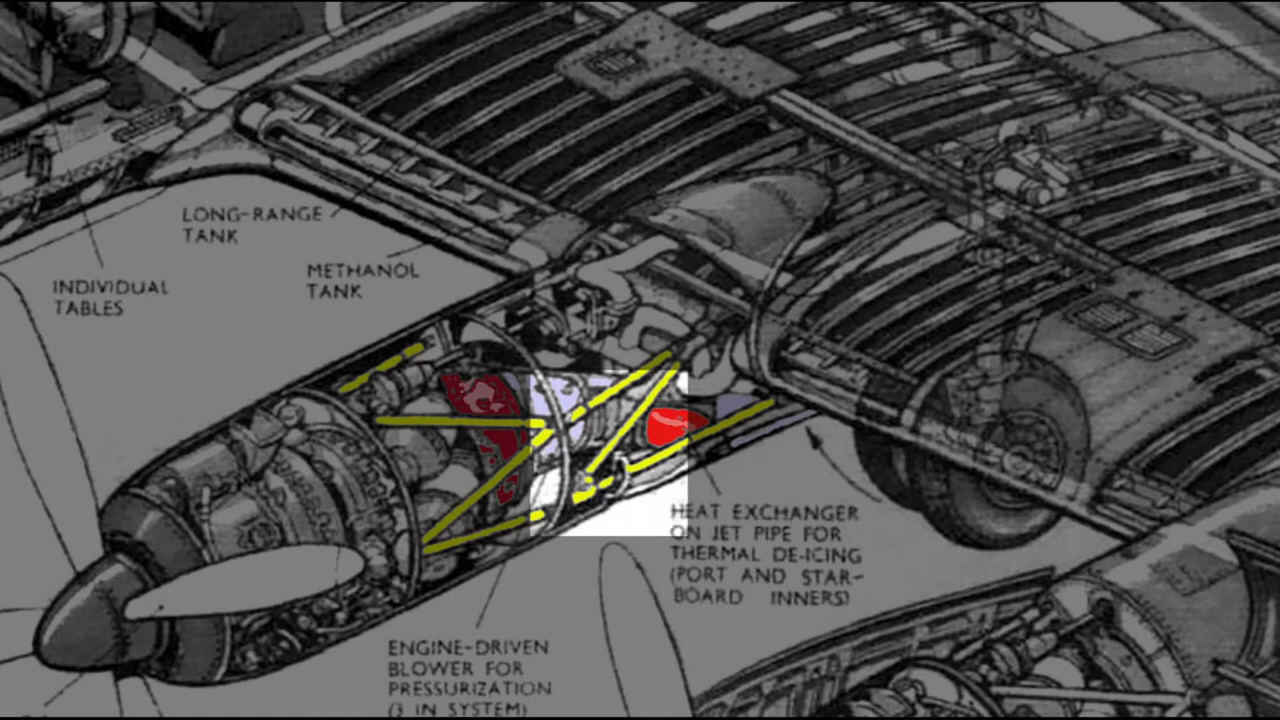 LONG-RANGE
TANK
INDIVIDUAL
TABLES
METHANOL
TANK
HEAT EXCHANGER
ON JET PIPE FOR
THERMAL DE-ICING
(PORT AND STAR-
BOARD INNERS)
ENGINE-DRIVEN
BLOWER FOR
PRESSURIZATION
(3 IN SYSTEM)